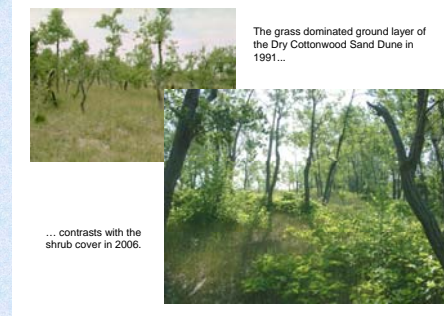 The grass dominated ground layer of
the Dry Cottonwood Sand Dune in
1991...
... contrasts with the
shrub cover in 2006.